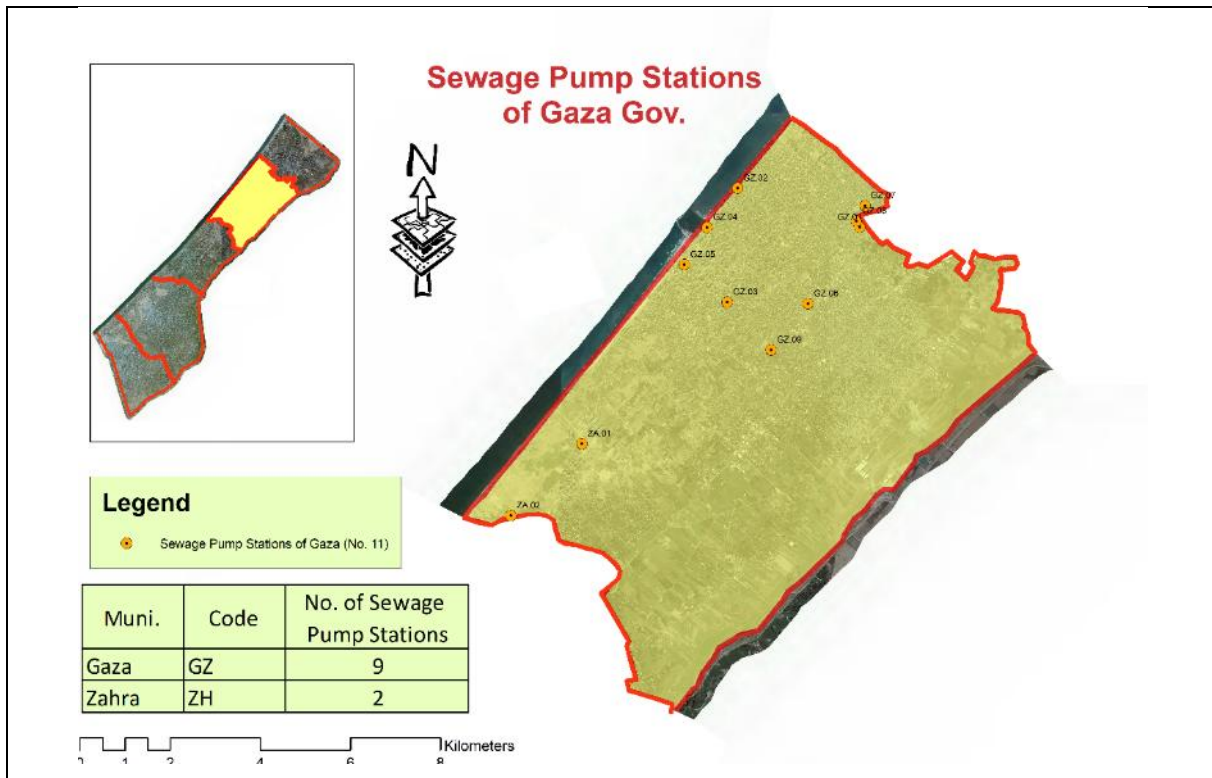 Sewage Pump Stations
of Gaza Gov.
N
GZ.02
GZ.07
GZ.04
GZ.05
GZ.03
GZ.06
ZA.01
ZA.02
Legend
Sewage Pump Stations of Gaza (No. 11)
Muni. Code No. of Sewage Pump Stations
Gaza GZ 9
Zahra ZH 2
Kilometers
0 1 2 4 6 8